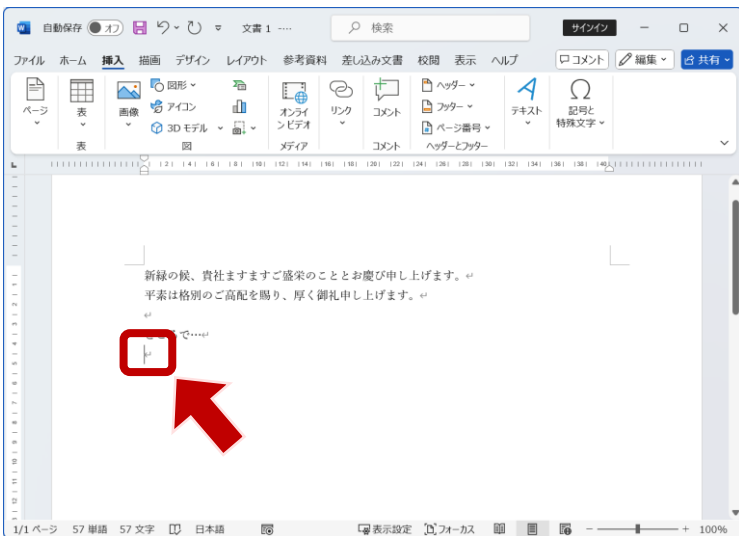 自動保存 オフ 文書 1 -… 検索 サインイン
ファイル ホーム 挿入 描画 デザイン レイアウト 参考資料 差し込み文書 校閲 表示 ヘルプ コメント 編集 共有
ページ
表
画像
図形
アイコン
3D モデル
オンラインビデオ
リンク
コメント
ヘッダー
フッター
ページ番号
テキスト
記号と
特殊文字
表 図 メディア コメント ヘッダーとフッター
新緑の候、貴社ますますご盛栄のこととお慶び申し上げます。
平素は格別のご高配を賜り、厚く御礼申し上げます。
ところで…
1/1 ページ 57 単語 57 文字 日本語 表示設定 フォーカス 100%